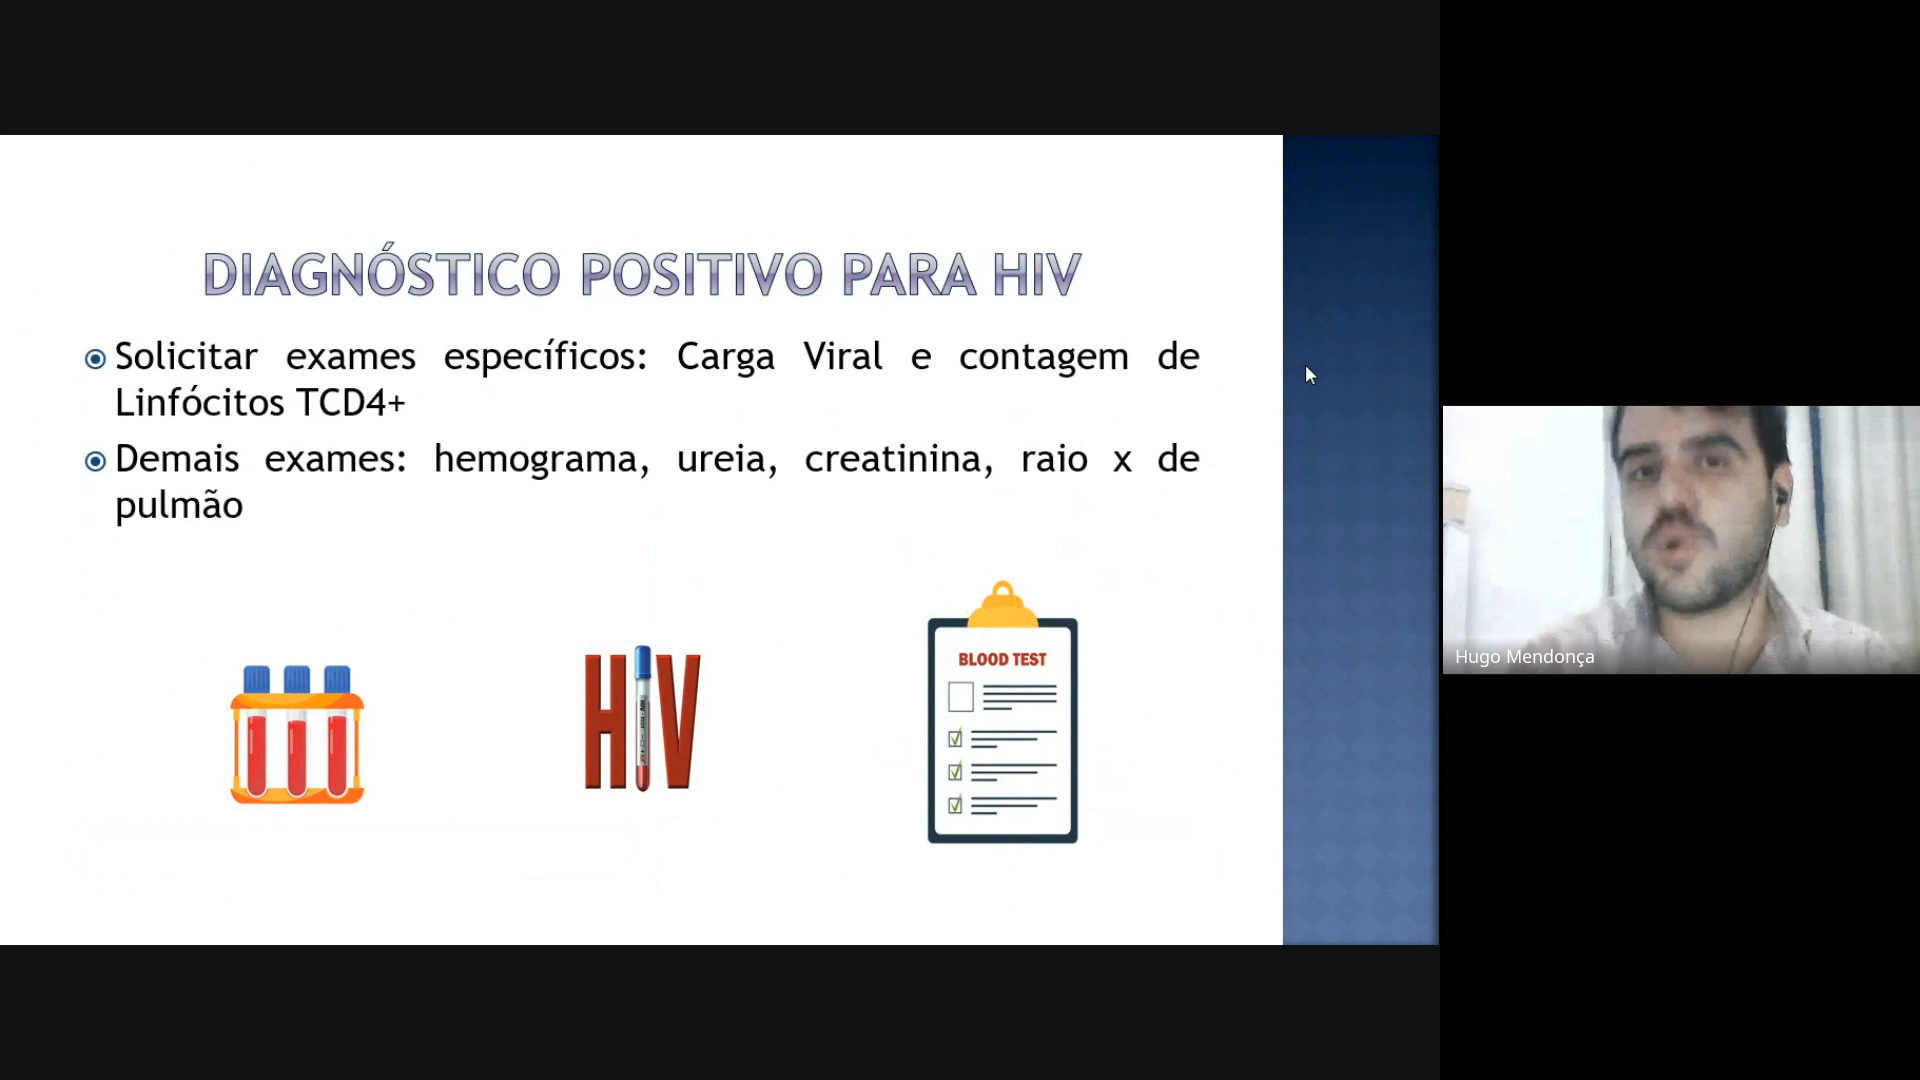 DIAGNÓSTICO POSITIVO PARA HIV
Solicitar exames específicos: Carga Viral e contagem de
Linfócitos TCD4+
Demais exames: hemograma, ureia, creatinina, raio x de
pulmão
HIV
BLOOD TEST
Hugo Mendonça